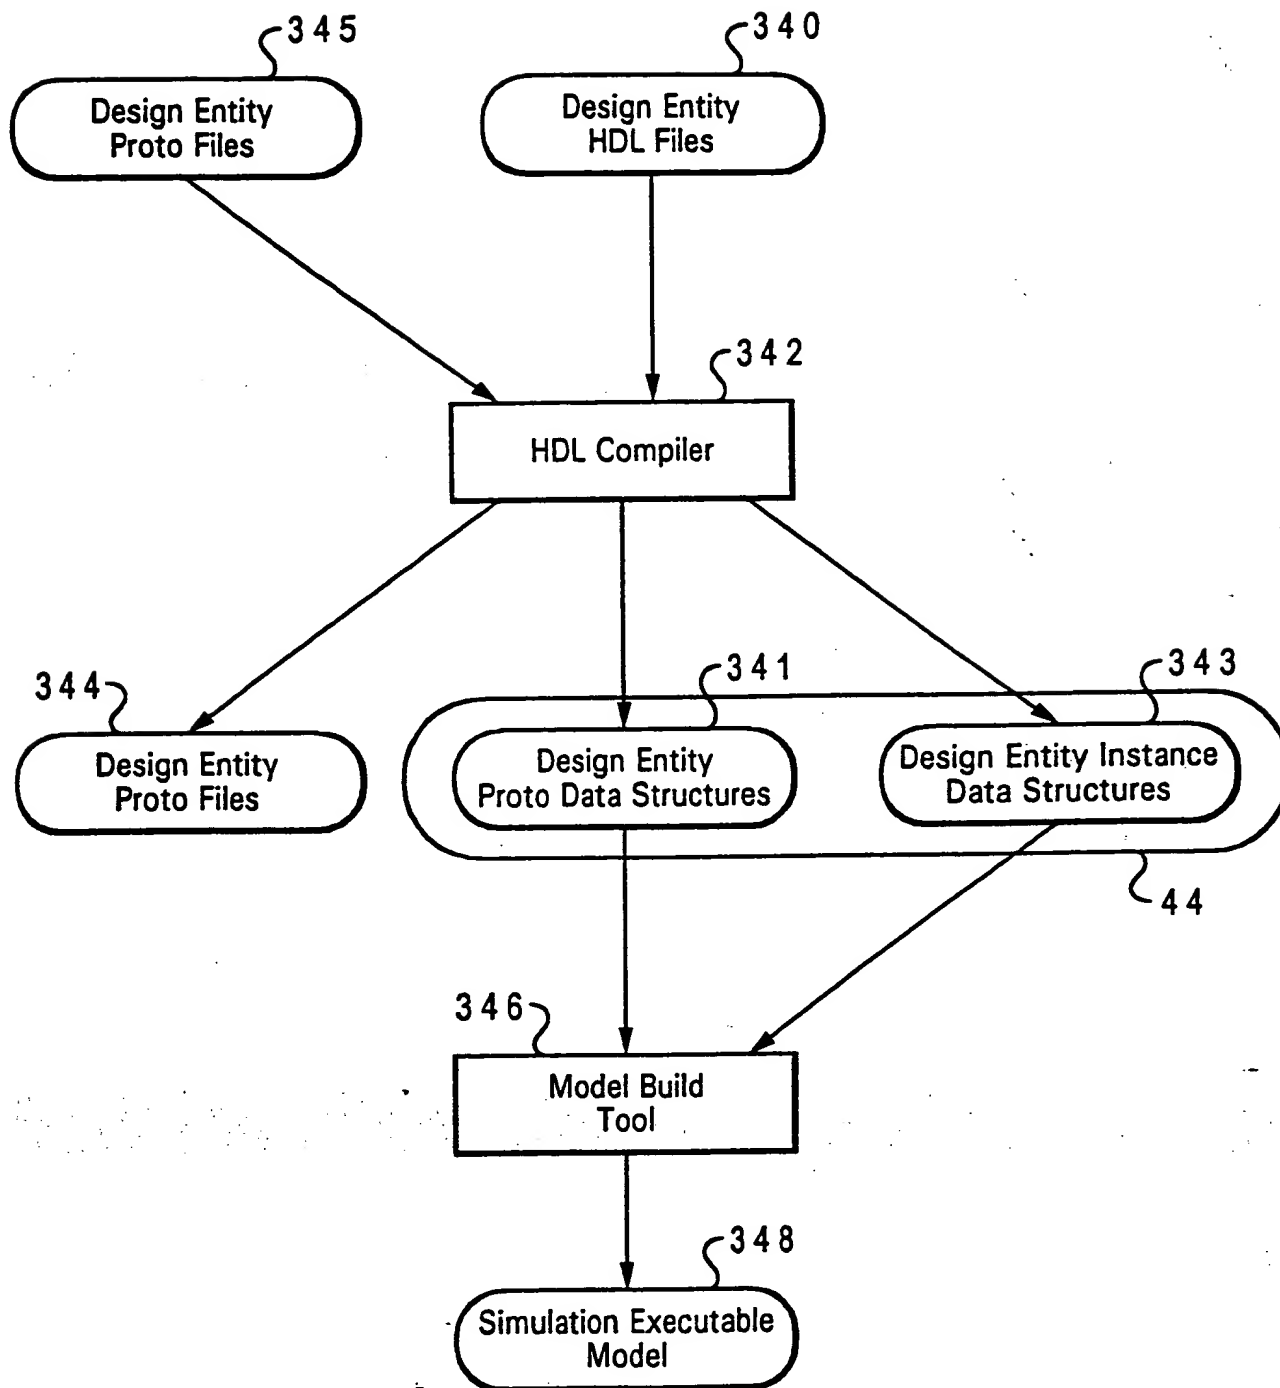 345
340
Design Entity
Proto Files
Design Entity
HDL Files
342
HDL Compiler
344
341
343
Design Entity
Proto Files
Design Entity
Proto Data Structures
Design Entity Instance
Data Structures
44
346
Model Build
Tool
348
Simulation Executable
Model